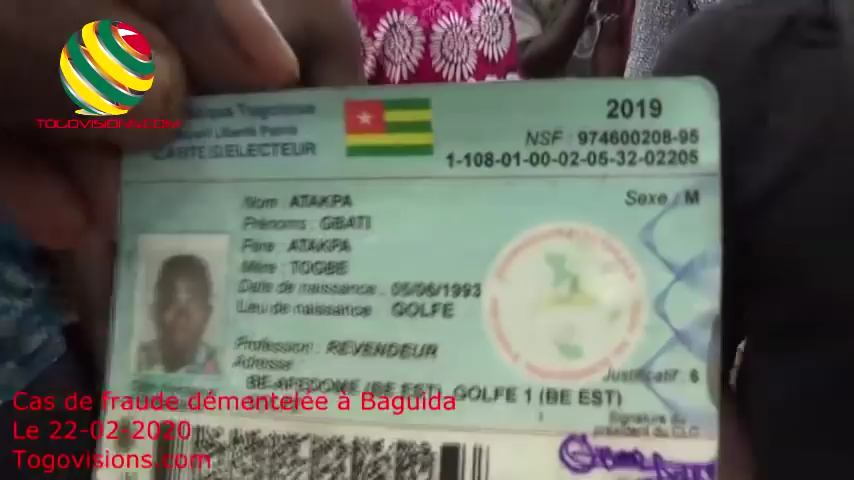 TOGOVISIONS.COM
Togolaise
Liberté Patrie
CARTE D'ELECTEUR
2019
NSF : 974600208-95
1-108-01-00-02-05-32-02205
Nom : ATAKPA
Sexe : M
Prénoms : GBATI
Père : ATAKPA
Mère : TOGBE
Date de naissance : 05/06/1993
Lieu de naissance : GOLFE
Profession : REVENDEUR
Adresse :
BE-APEDOME (BE EST), GOLFE 1 (BE EST)
Justificatif : 6
Signature du
président du CLC
Cas de fraude démentelée à Baguida
Le 22-02-2020
Togovisions.com